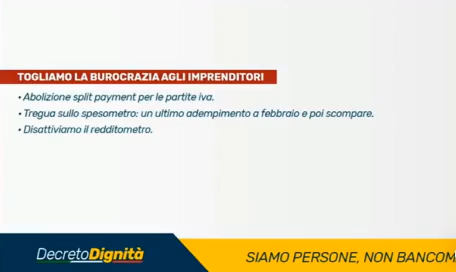 TOGLIAMO LA BUROCRAZIA AGLI IMPRENDITORI
• Abolizione split payment per le partite iva.
• Tregua sullo spesometro: un ultimo adempimento a febbraio e poi scompare.
• Disattiviamo il redditometro.
DecretoDignità
SIAMO PERSONE, NON BANCOM